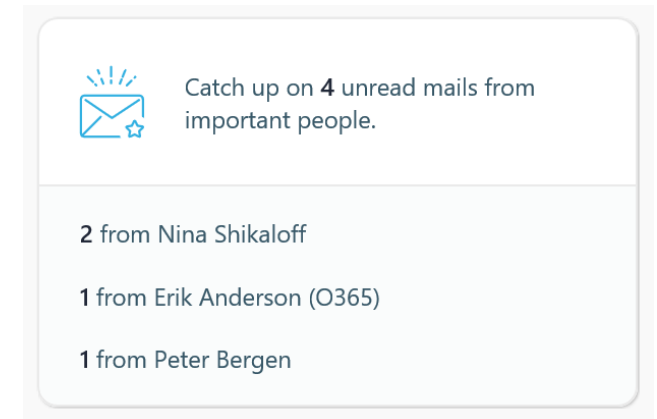 Catch up on 4 unread mails from
important people.
2 from Nina Shikaloff
1 from Erik Anderson (O365)
1 from Peter Bergen